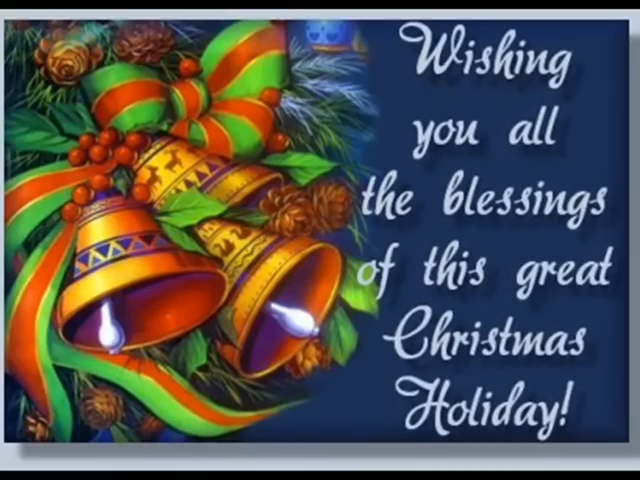 Wishing
you all
the blessings
of this great
Christmas
Holiday!